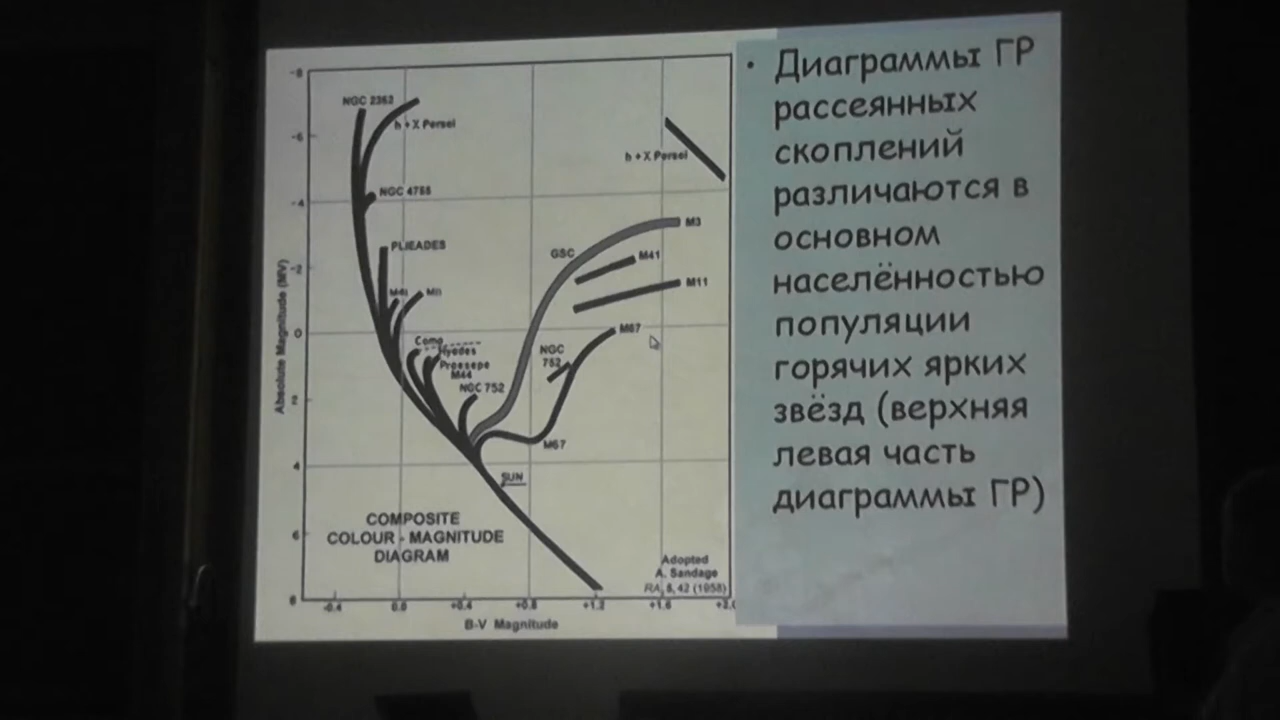 -8
NGC 2362
h + X Persei
-6
h + X Persei
NGC 4755
-4
M3
PLIEADES
GSC
M41
-2
M41
M11
M11
0
M67
Coma
Hyades
Praesepe
M44
NGC
752
NGC 752
2
M67
4
SUN
6
COMPOSITE
COLOUR - MAGNITUDE
DIAGRAM
Adopted
A. Sandage
RA, 5, 42 (1958)
8
-0.4
0.0
+0.4
+0.8
+1.2
+1.6
+2.0
B-V Magnitude
Absolute Magnitude (MV)
• Диаграммы ГР
рассеянных
скоплений
различаются в
основном
населённостью
популяции
горячих ярких
звёзд (верхняя
левая часть
диаграммы ГР)